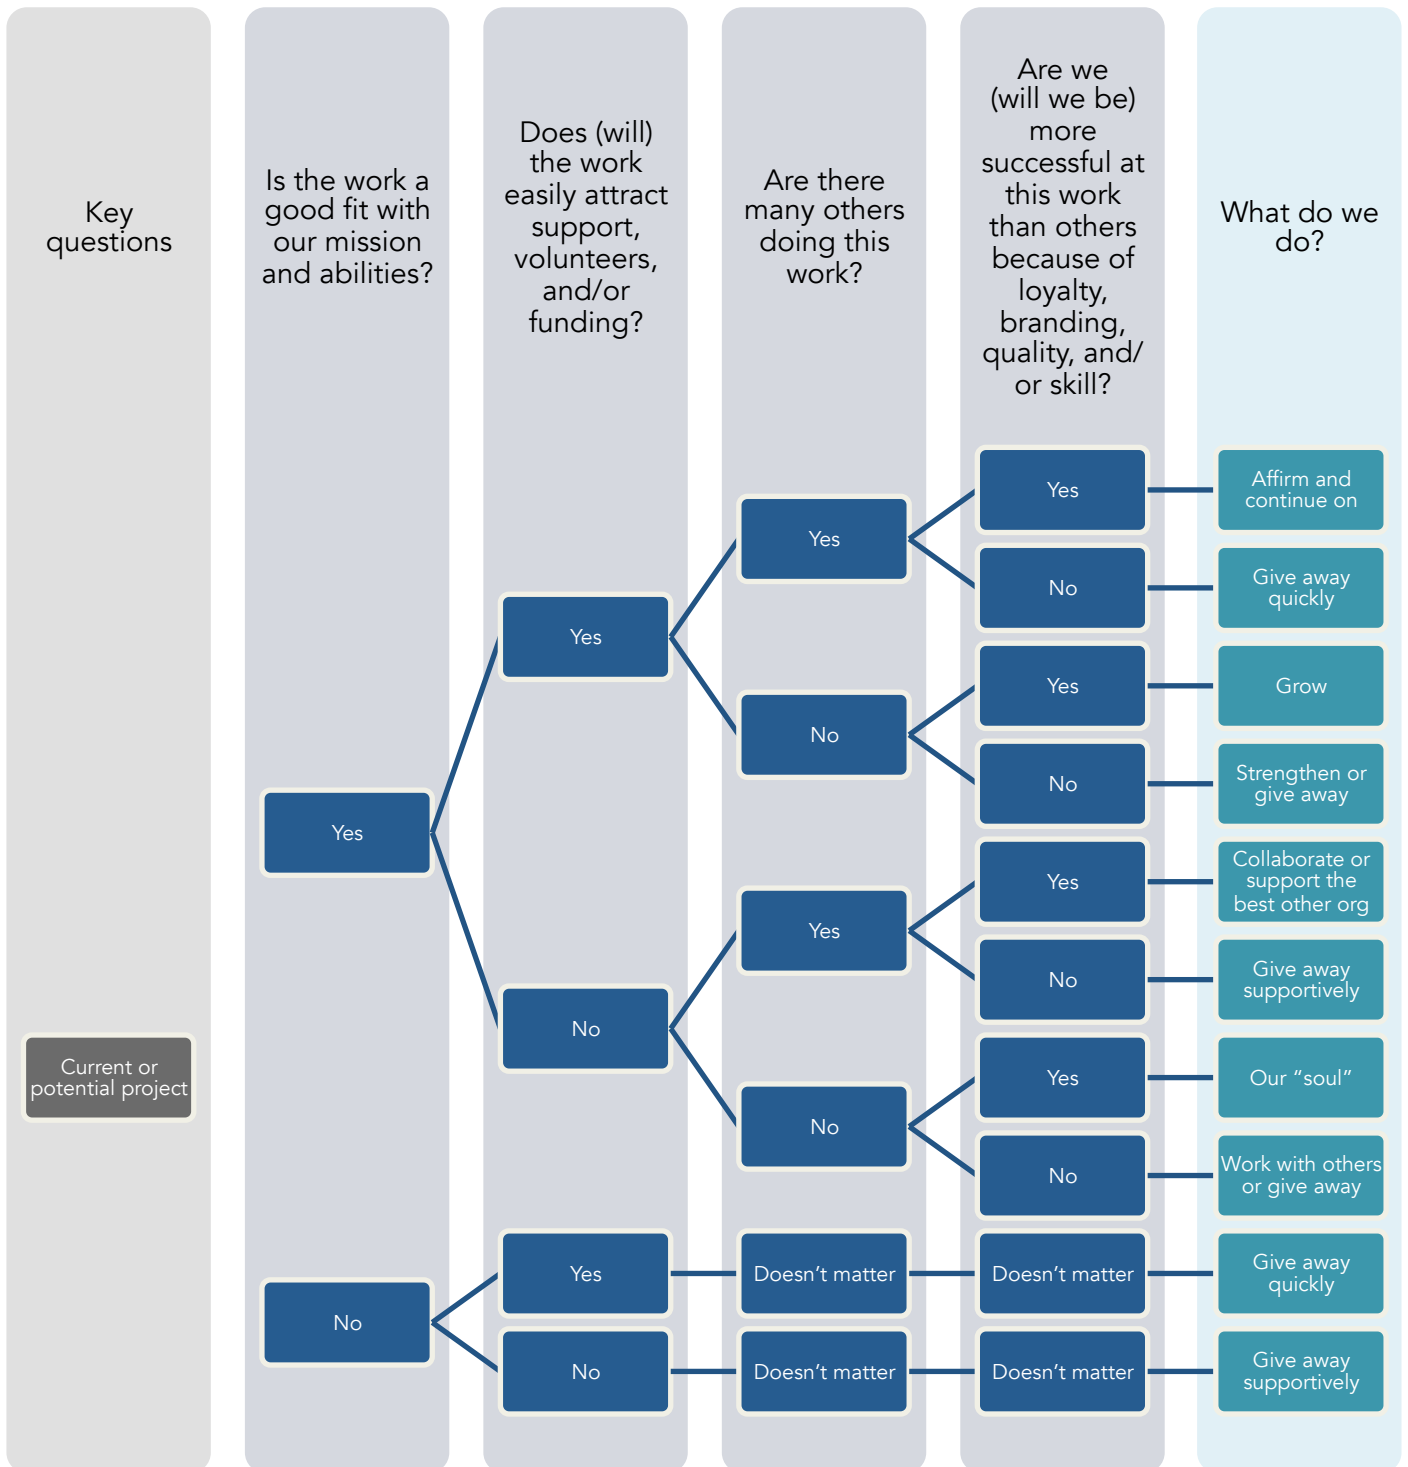 Key
questions
Is the work a
good fit with
our mission
and abilities?
Does (will)
the work
easily attract
support,
volunteers,
and/or
funding?
Are there
many others
doing this
work?
Are we
(will we be)
more
successful at
this work
than others
because of
loyalty,
branding,
quality, and/
or skill?
What do we
do?
Current or
potential project
Yes
No
Yes
No
Yes
No
Yes
No
Yes
No
Yes
No
Doesn't matter
Doesn't matter
Yes
No
Yes
No
Yes
No
Yes
No
Doesn't matter
Doesn't matter
Affirm and
continue on
Give away
quickly
Grow
Strengthen or
give away
Collaborate or
support the
best other org
Give away
supportively
Our “soul”
Work with others
or give away
Give away
quickly
Give away
supportively